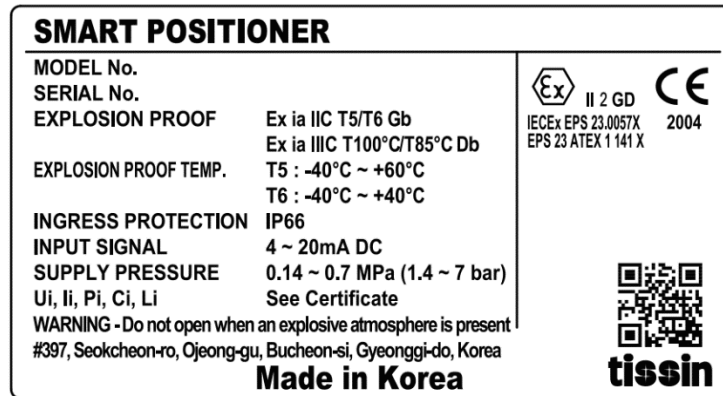 SMART POSITIONER
MODEL No.
SERIAL No.
EXPLOSION PROOF Ex ia IIC T5/T6 Gb
Ex ia IIIC T100°C/T85°C Db
EXPLOSION PROOF TEMP. T5 : -40°C ~ +60°C
T6 : -40°C ~ +40°C
INGRESS PROTECTION IP66
INPUT SIGNAL 4 ~ 20mA DC
SUPPLY PRESSURE 0.14 ~ 0.7 MPa (1.4 ~ 7 bar)
Ui, Ii, Pi, Ci, Li See Certificate
WARNING - Do not open when an explosive atmosphere is present
#397, Seokcheon-ro, Ojeong-gu, Bucheon-si, Gyeonggi-do, Korea
Made in Korea
Ex II 2 GD CE
IECEx EPS 23.0057X 2004
EPS 23 ATEX 1 141 X
tissin